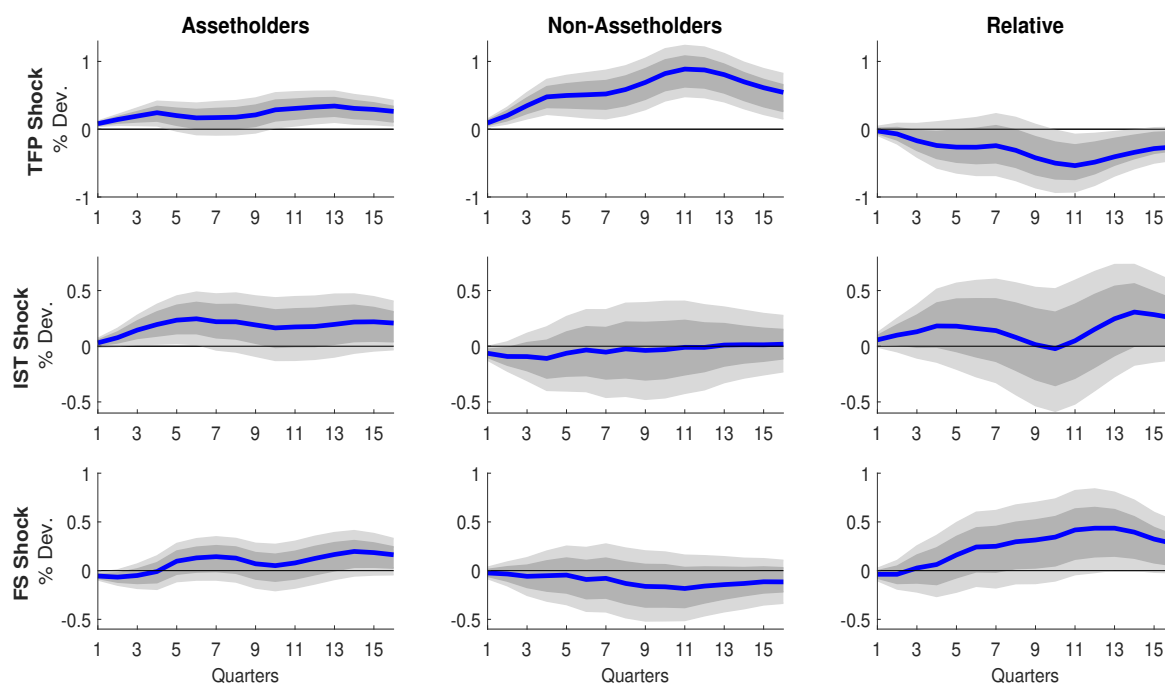 Assetholders Non-Assetholders Relative
TFP Shock
% Dev.
1 0 -1
1 3 5 7 9 11 13 15
1 0 -1
1 3 5 7 9 11 13 15
1 0 -1
1 3 5 7 9 11 13 15
IST Shock
% Dev.
0.5 0 -0.5
1 3 5 7 9 11 13 15
0.5 0 -0.5
1 3 5 7 9 11 13 15
0.5 0 -0.5
1 3 5 7 9 11 13 15
FS Shock
% Dev.
1 0.5 0 -0.5
1 3 5 7 9 11 13 15
Quarters
1 0.5 0 -0.5
1 3 5 7 9 11 13 15
Quarters
1 0.5 0 -0.5
1 3 5 7 9 11 13 15
Quarters